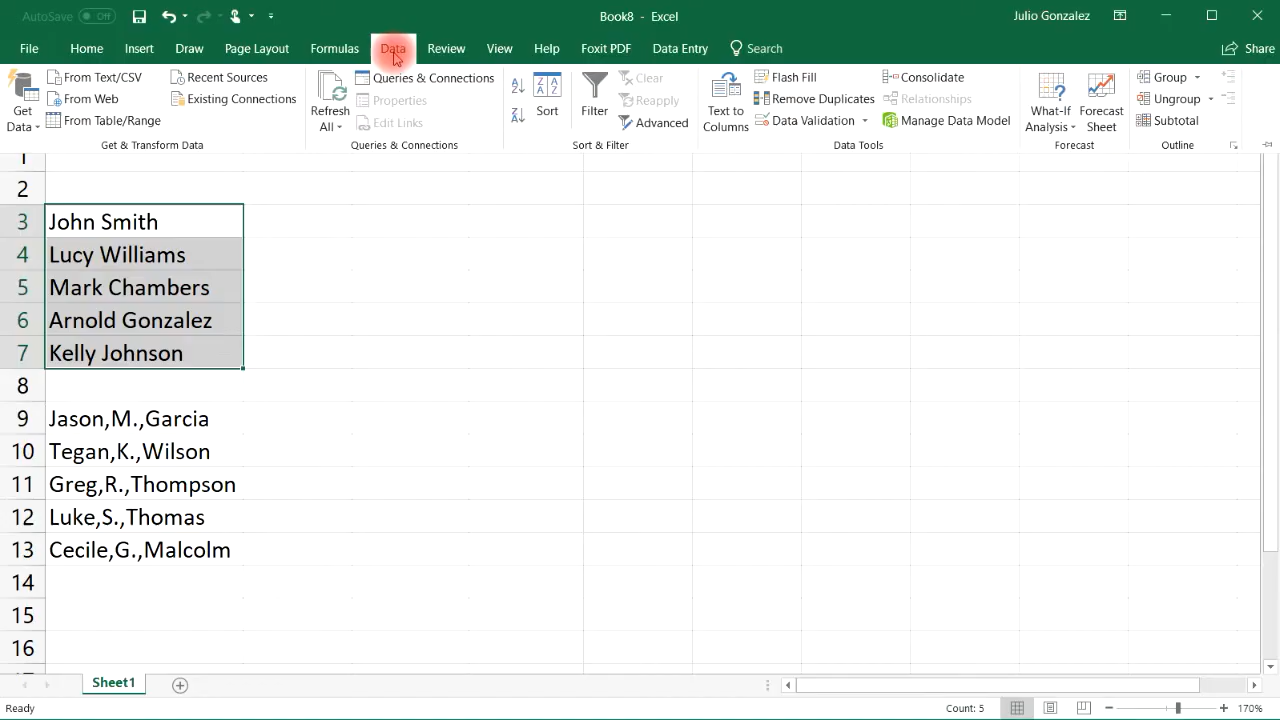 AutoSave Off
Book8 - Excel
Julio Gonzalez
File Home Insert Draw Page Layout Formulas Data Review View Help Foxit PDF Data Entry Search Share
Get Data
From Text/CSV
From Web
From Table/Range
Recent Sources
Existing Connections
Get & Transform Data
Refresh All
Queries & Connections
Properties
Edit Links
Queries & Connections
Sort
Filter
Clear
Reapply
Advanced
Sort & Filter
Text to Columns
Flash Fill
Remove Duplicates
Data Validation
Consolidate
Relationships
Manage Data Model
Data Tools
What-If Analysis
Forecast Sheet
Forecast
Group
Ungroup
Subtotal
Outline
1
2
3 John Smith
4 Lucy Williams
5 Mark Chambers
6 Arnold Gonzalez
7 Kelly Johnson
8
9 Jason,M.,Garcia
10 Tegan,K.,Wilson
11 Greg,R.,Thompson
12 Luke,S.,Thomas
13 Cecile,G.,Malcolm
14
15
16
Sheet1
Ready
Count: 5
170%